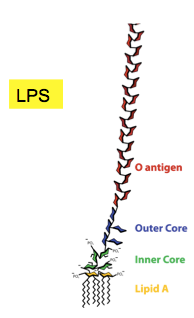 LPS
O antigen
Outer Core
Inner Core
Lipid A